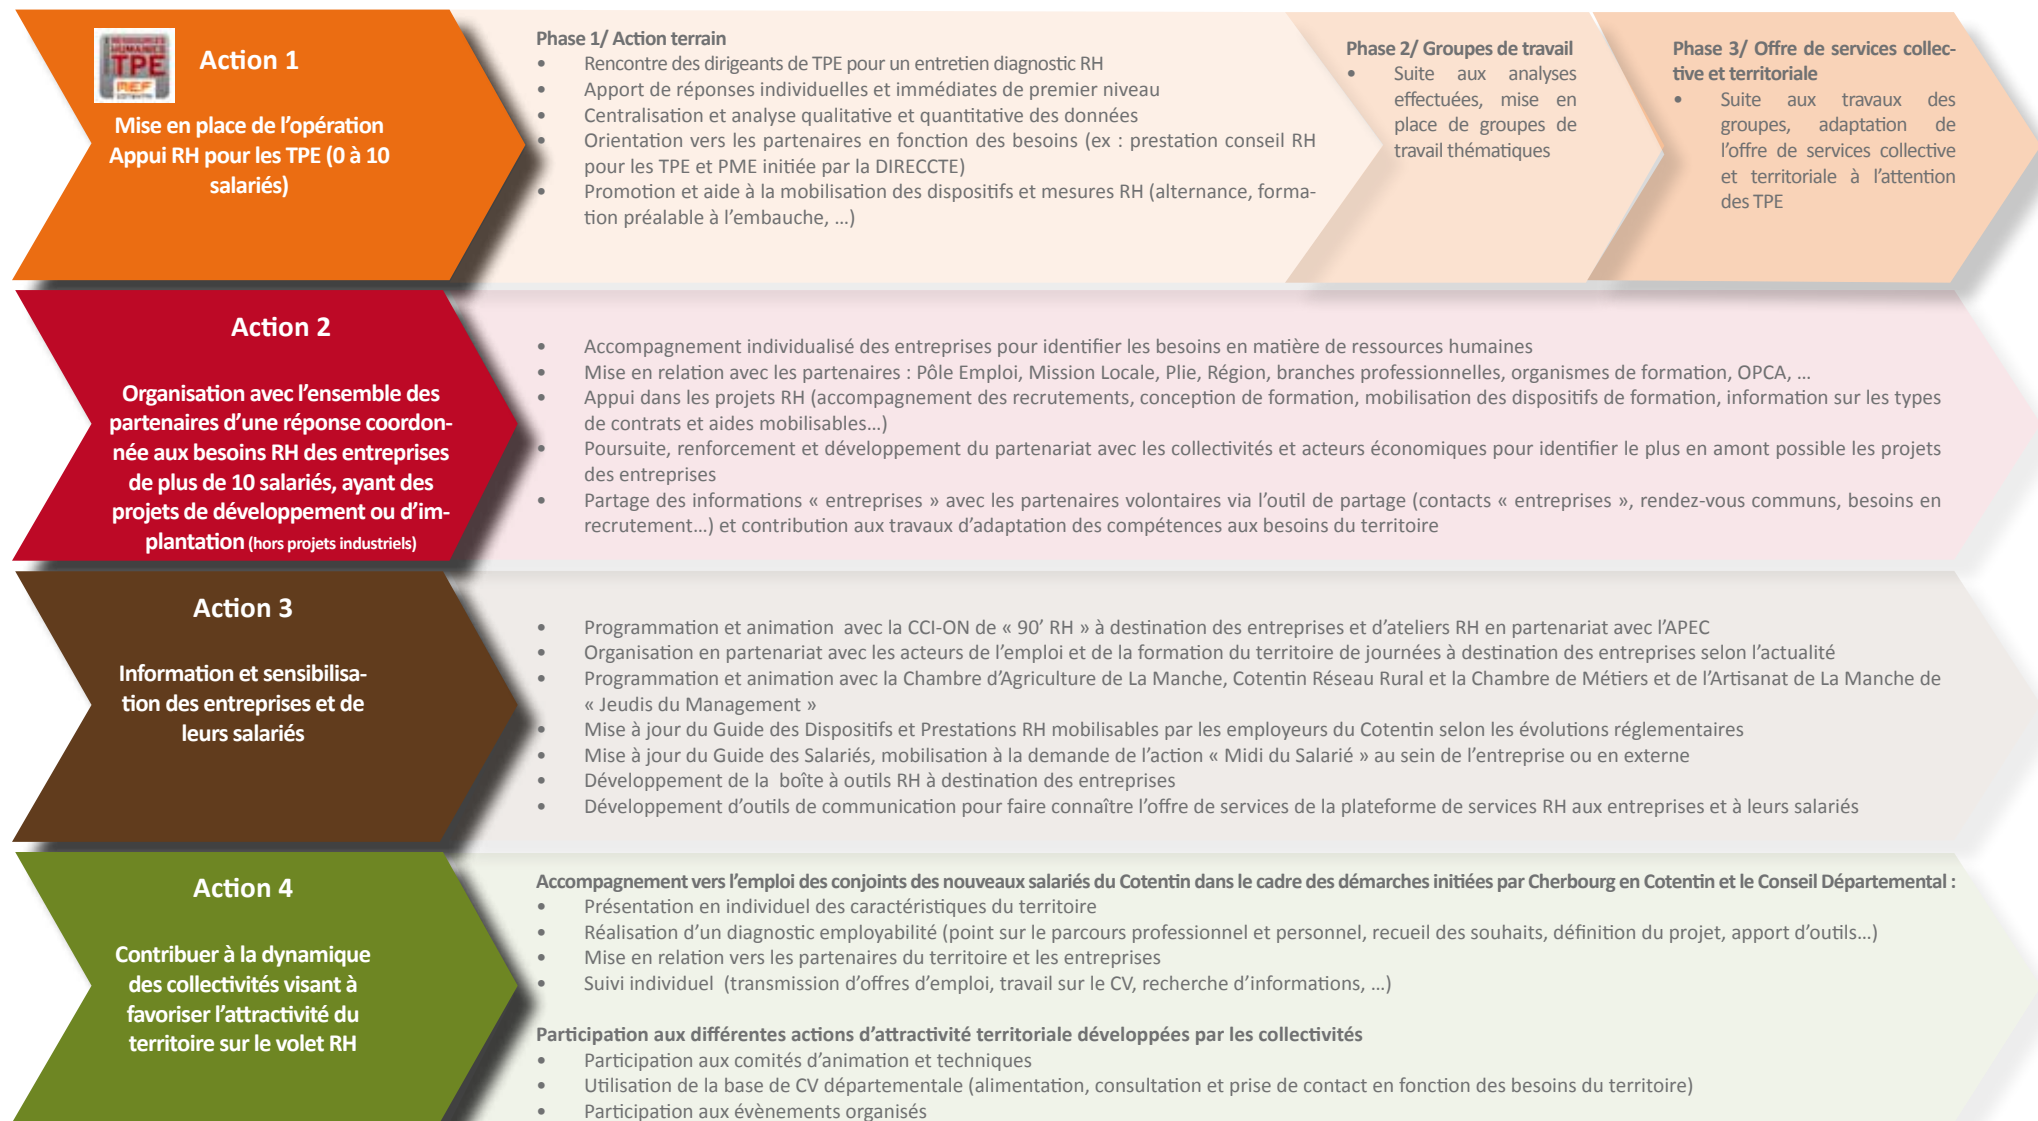 RESSOURCES
HUMAINES
TPE
MEF
COTENTIN
Action 1
Mise en place de l’opération
Appui RH pour les TPE (0 à 10
salariés)
Phase 1/ Action terrain
• Rencontre des dirigeants de TPE pour un entretien diagnostic RH
• Apport de réponses individuelles et immédiates de premier niveau
• Centralisation et analyse qualitative et quantitative des données
• Orientation vers les partenaires en fonction des besoins (ex : prestation conseil RH
pour les TPE et PME initiée par la DIRECCTE)
• Promotion et aide à la mobilisation des dispositifs et mesures RH (alternance, forma-
tion préalable à l’embauche, …)
Phase 2/ Groupes de travail
• Suite aux analyses
effectuées, mise en
place de groupes de
travail thématiques
Phase 3/ Offre de services collec-
tive et territoriale
• Suite aux travaux des
groupes, adaptation de
l’offre de services collective
et territoriale à l’attention
des TPE
Action 2
Organisation avec l’ensemble des
partenaires d’une réponse coordon-
née aux besoins RH des entreprises
de plus de 10 salariés, ayant des
projets de développement ou d’im-
plantation (hors projets industriels)
• Accompagnement individualisé des entreprises pour identifier les besoins en matière de ressources humaines
• Mise en relation avec les partenaires : Pôle Emploi, Mission Locale, Plie, Région, branches professionnelles, organismes de formation, OPCA, …
• Appui dans les projets RH (accompagnement des recrutements, conception de formation, mobilisation des dispositifs de formation, information sur les types
de contrats et aides mobilisables…)
• Poursuite, renforcement et développement du partenariat avec les collectivités et acteurs économiques pour identifier le plus en amont possible les projets
des entreprises
• Partage des informations « entreprises » avec les partenaires volontaires via l’outil de partage (contacts « entreprises », rendez-vous communs, besoins en
recrutement…) et contribution aux travaux d’adaptation des compétences aux besoins du territoire
Action 3
Information et sensibilisa-
tion des entreprises et de
leurs salariés
• Programmation et animation avec la CCI-ON de « 90’ RH » à destination des entreprises et d’ateliers RH en partenariat avec l’APEC
• Organisation en partenariat avec les acteurs de l’emploi et de la formation du territoire de journées à destination des entreprises selon l’actualité
• Programmation et animation avec la Chambre d’Agriculture de La Manche, Cotentin Réseau Rural et la Chambre de Métiers et de l’Artisanat de La Manche de
« Jeudis du Management »
• Mise à jour du Guide des Dispositifs et Prestations RH mobilisables par les employeurs du Cotentin selon les évolutions réglementaires
• Mise à jour du Guide des Salariés, mobilisation à la demande de l’action « Midi du Salarié » au sein de l’entreprise ou en externe
• Développement de la boîte à outils RH à destination des entreprises
• Développement d’outils de communication pour faire connaître l’offre de services de la plateforme de services RH aux entreprises et à leurs salariés
Action 4
Contribuer à la dynamique
des collectivités visant à
favoriser l’attractivité du
territoire sur le volet RH
Accompagnement vers l’emploi des conjoints des nouveaux salariés du Cotentin dans le cadre des démarches initiées par Cherbourg en Cotentin et le Conseil Départemental :
• Présentation en individuel des caractéristiques du territoire
• Réalisation d’un diagnostic employabilité (point sur le parcours professionnel et personnel, recueil des souhaits, définition du projet, apport d’outils…)
• Mise en relation vers les partenaires du territoire et les entreprises
• Suivi individuel (transmission d’offres d’emploi, travail sur le CV, recherche d’informations, …)
Participation aux différentes actions d’attractivité territoriale développées par les collectivités
• Participation aux comités d’animation et techniques
• Utilisation de la base de CV départementale (alimentation, consultation et prise de contact en fonction des besoins du territoire)
• Participation aux évènements organisés